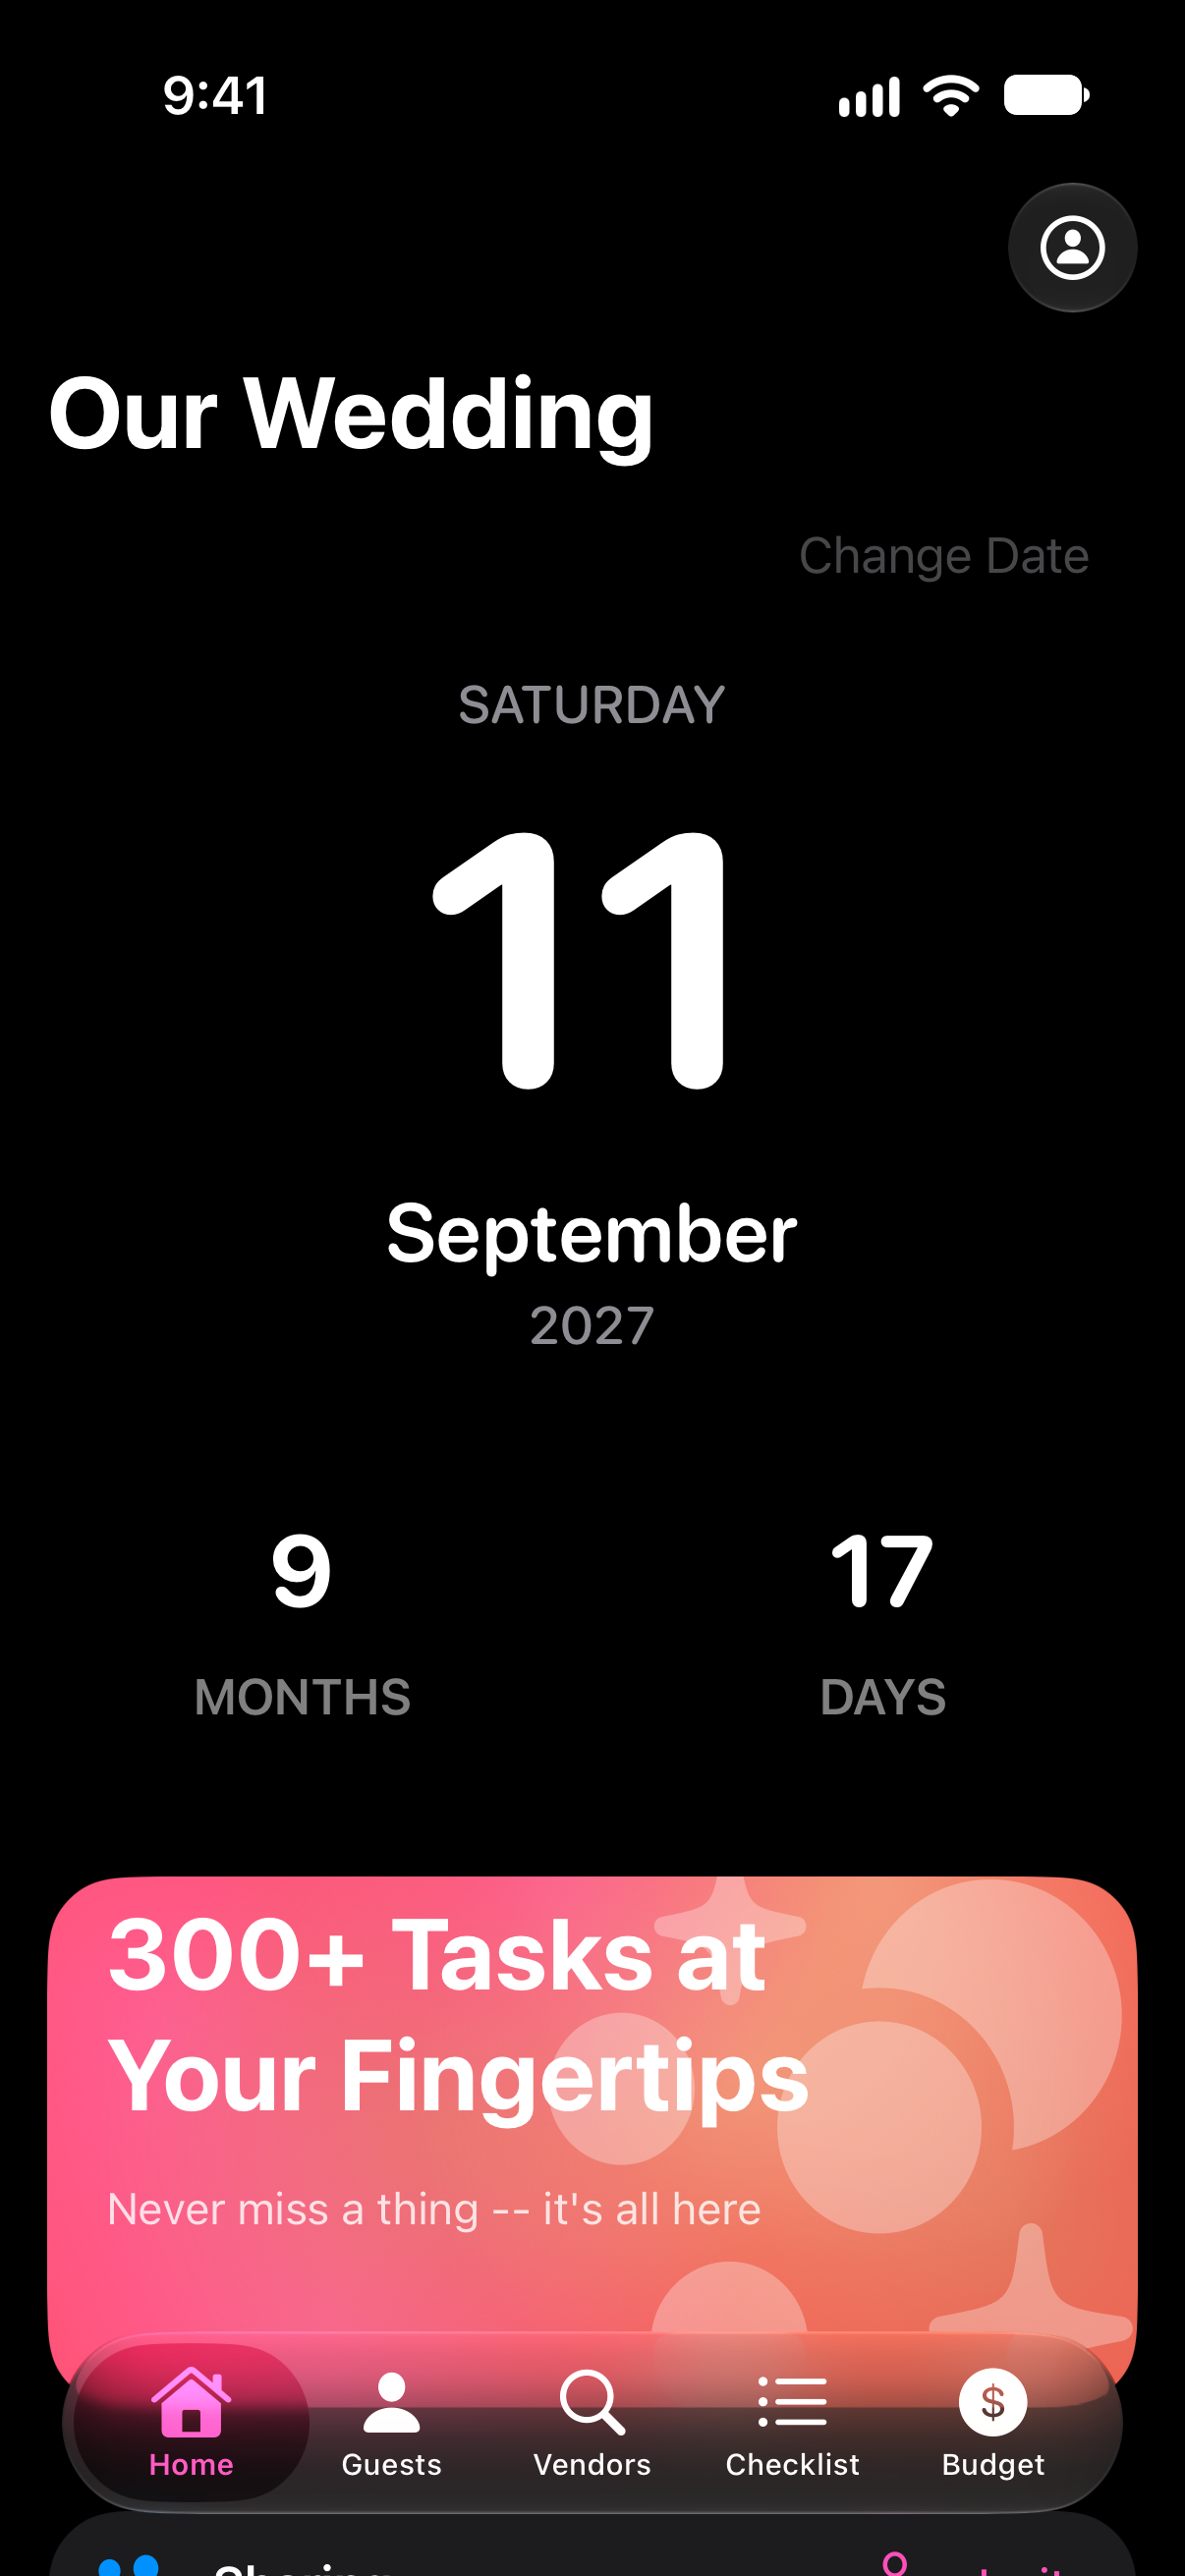 9:41
Our Wedding
Change Date
SATURDAY
11
September
2027
9 17
MONTHS DAYS
300+ Tasks at
Your Fingertips
Never miss a thing -- it's all here
Home Guests Vendors Checklist Budget